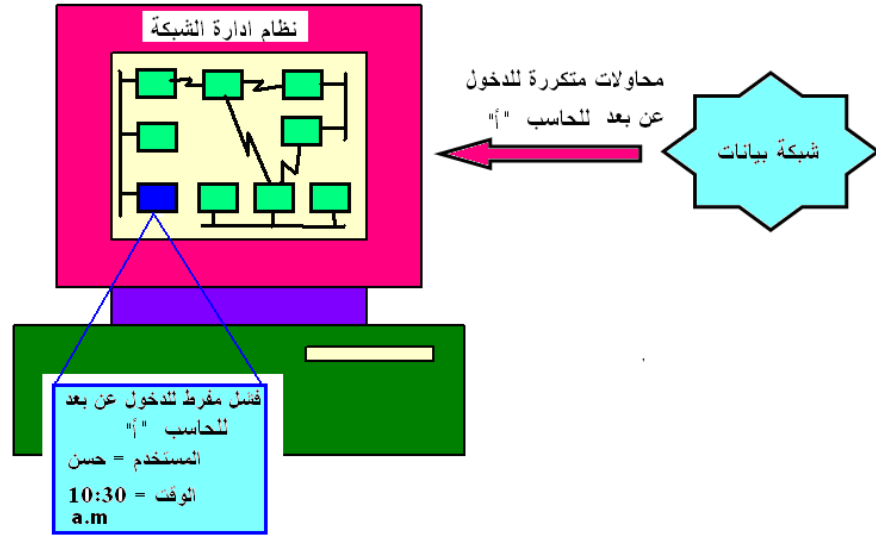 نظام ادارة الشبكة
محاولات متكررة للدخول
عن بعد للحاسب "أ"
شبكة بيانات
فاشل مفرط للدخول عن بعد
للحاسب "أ"
المستخدم = حسن
الوقت = 10:30
a.m